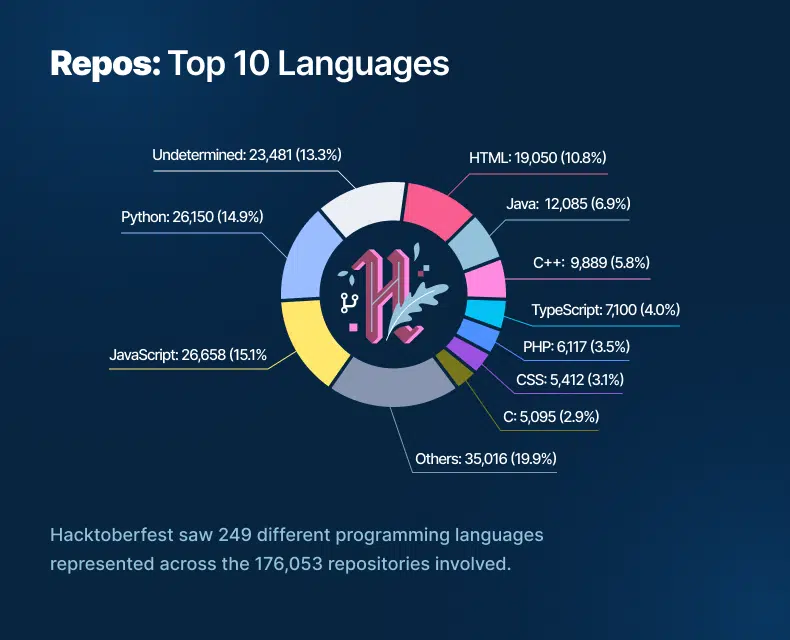 Repos: Top 10 Languages
Undetermined: 23,481 (13.3%)
HTML: 19,050 (10.8%)
Java: 12,085 (6.9%)
Python: 26,150 (14.9%)
C++: 9,889 (5.8%)
TypeScript: 7,100 (4.0%)
PHP: 6,117 (3.5%)
JavaScript: 26,658 (15.1%
CSS: 5,412 (3.1%)
C: 5,095 (2.9%)
Others: 35,016 (19.9%)
H
Hacktoberfest saw 249 different programming languages
represented across the 176,053 repositories involved.